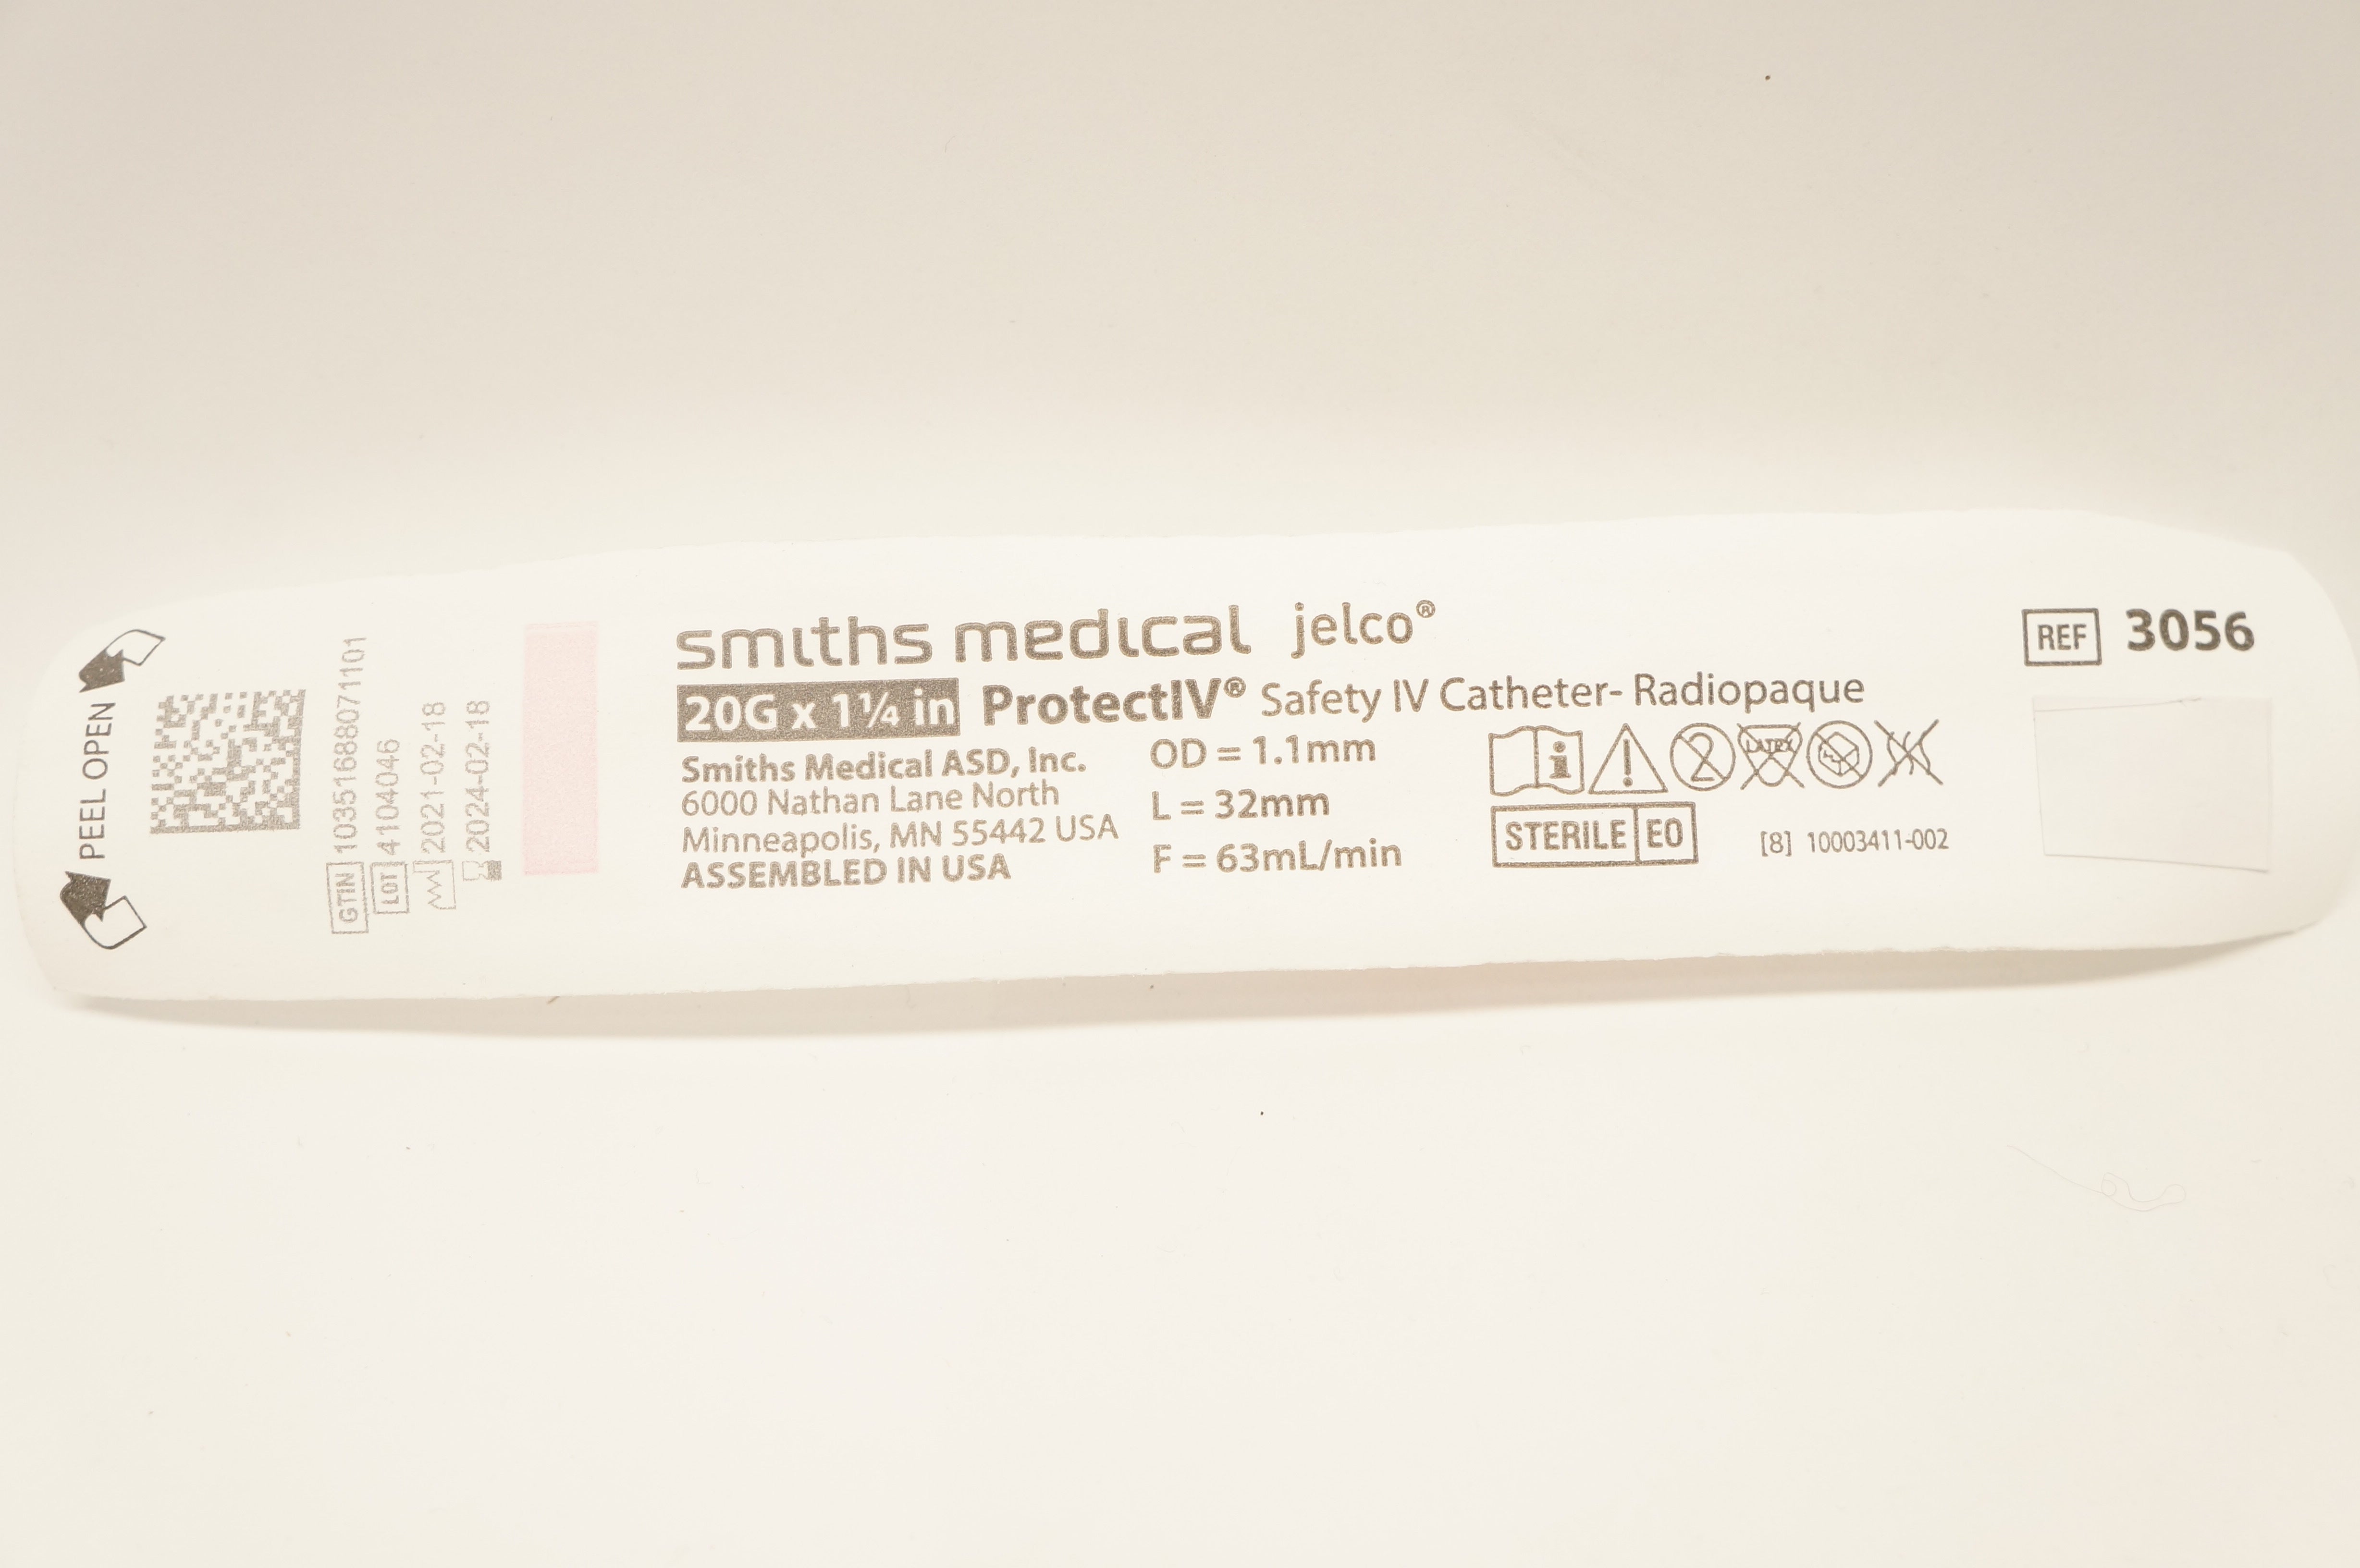 PEEL OPEN
GTIN 10351688071101
LOT 4104046
2021-02-18
2024-02-18
smiths medical jelco®
20G x 1¼ in ProtectIV® Safety IV Catheter- Radiopaque
Smiths Medical ASD, Inc.
6000 Nathan Lane North
Minneapolis, MN 55442 USA
ASSEMBLED IN USA
OD = 1.1mm
L = 32mm
F = 63mL/min
2 LATEX
STERILE EO
[8] 10003411-002
REF 3056